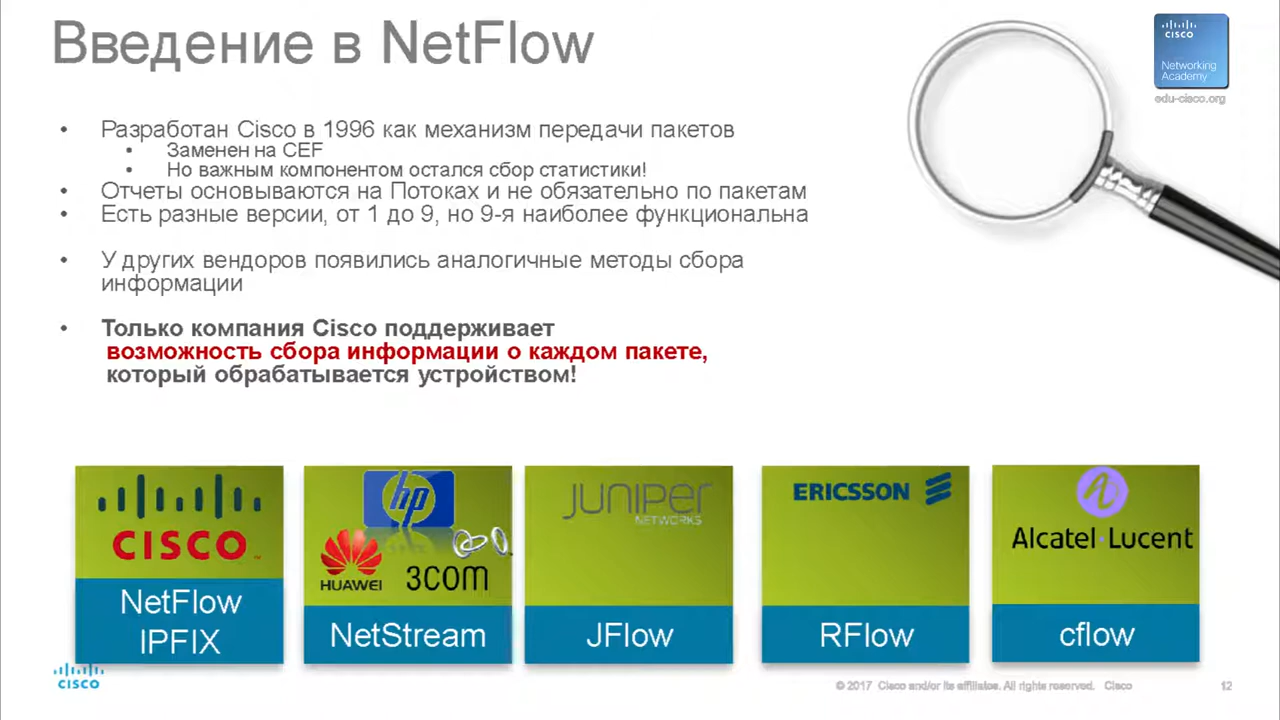 Введение в NetFlow
CISCO
Networking
Academy
edu-cisco.org
• Разработан Cisco в 1996 как механизм передачи пакетов
• Заменен на CEF
• Но важным компонентом остался сбор статистики!
• Отчеты основываются на Потоках и не обязательно по пакетам
• Есть разные версии, от 1 до 9, но 9-я наиболее функциональна
• У других вендоров появились аналогичные методы сбора
информации
• Только компания Cisco поддерживает
возможность сбора информации о каждом пакете,
который обрабатывается устройством!
CISCO
NetFlow
IPFIX
hp
HUAWEI
3COM
NetStream
JUNIPER
NETWORKS
JFlow
ERICSSON
RFlow
Alcatel·Lucent
cflow
CISCO
© 2017 Cisco and/or its affiliates. All rights reserved. Cisco
12